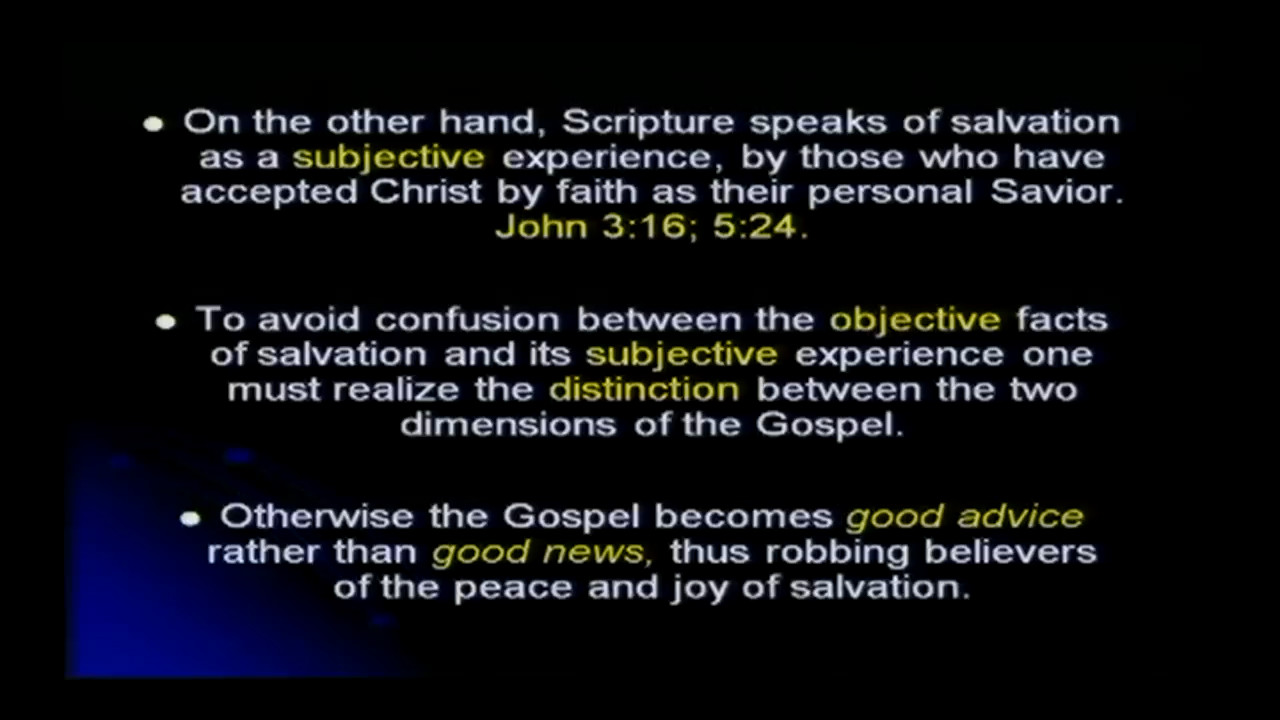 • On the other hand, Scripture speaks of salvation
as a subjective experience, by those who have
accepted Christ by faith as their personal Savior.
John 3:16; 5:24.
• To avoid confusion between the objective facts
of salvation and its subjective experience one
must realize the distinction between the two
dimensions of the Gospel.
• Otherwise the Gospel becomes good advice
rather than good news, thus robbing believers
of the peace and joy of salvation.